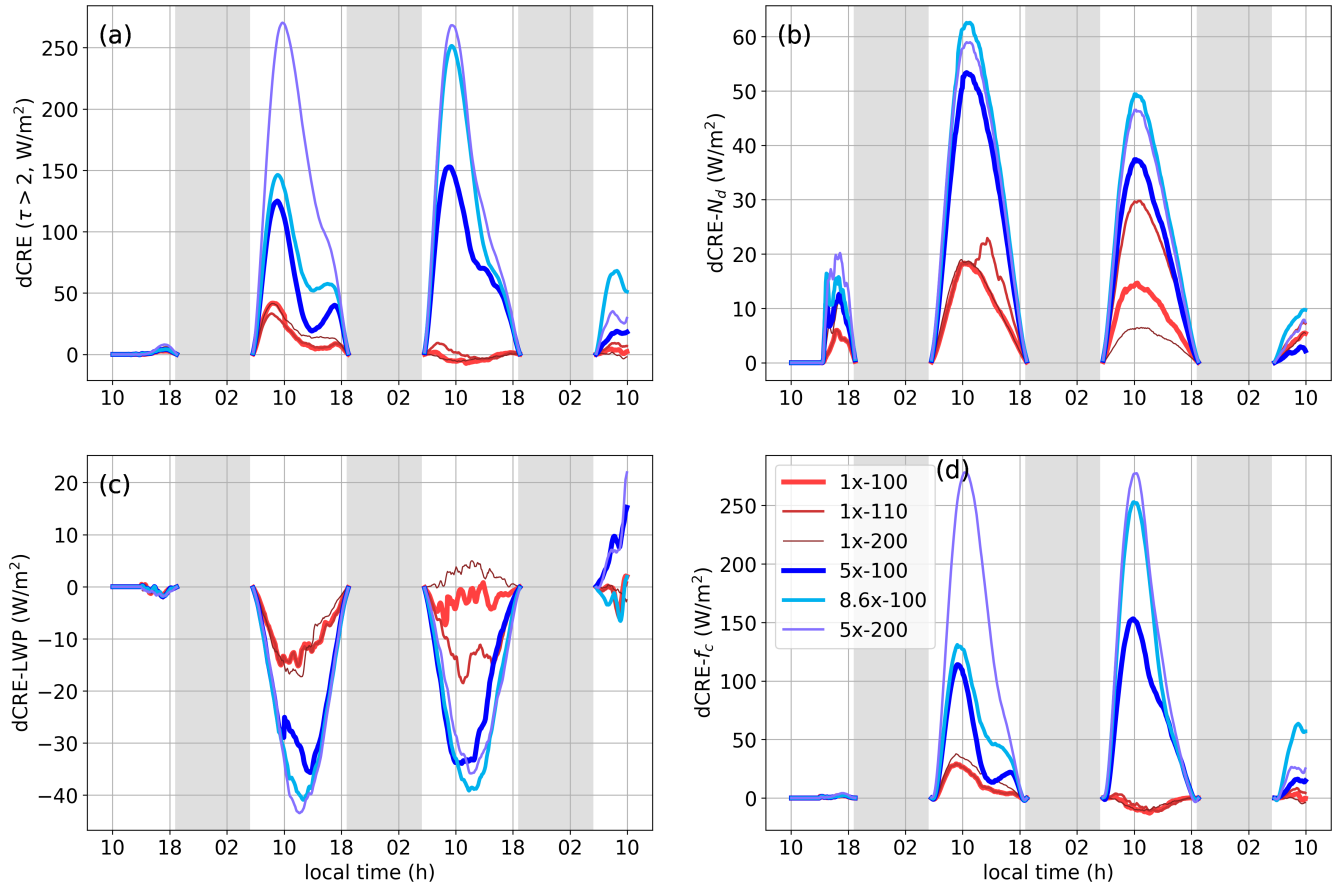 (a)
dCRE (τ > 2, W/m²)
250
200
150
100
50
0
10 18 02 10 18 02 10 18 02 10
(b)
dCRE-N_d (W/m²)
60
50
40
30
20
10
0
10 18 02 10 18 02 10 18 02 10
(c)
dCRE-LWP (W/m²)
20
10
0
−10
−20
−30
−40
10 18 02 10 18 02 10 18 02 10
local time (h)
(d)
dCRE-f_c (W/m²)
250
200
150
100
50
0
1x-100
1x-110
1x-200
5x-100
8.6x-100
5x-200
10 18 02 10 18 02 10 18 02 10
local time (h)